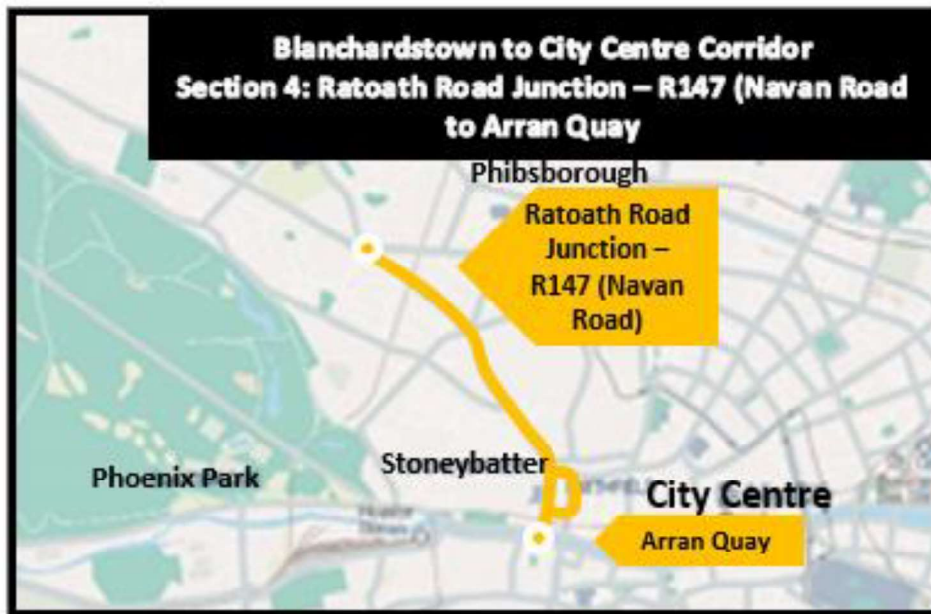 Blanchardstown to City Centre Corridor
Section 4: Ratoath Road Junction – R147 (Navan Road
to Arran Quay
Phibsborough
Ratoath Road
Junction –
R147 (Navan
Road)
Stoneybatter
Phoenix Park
City Centre
Arran Quay